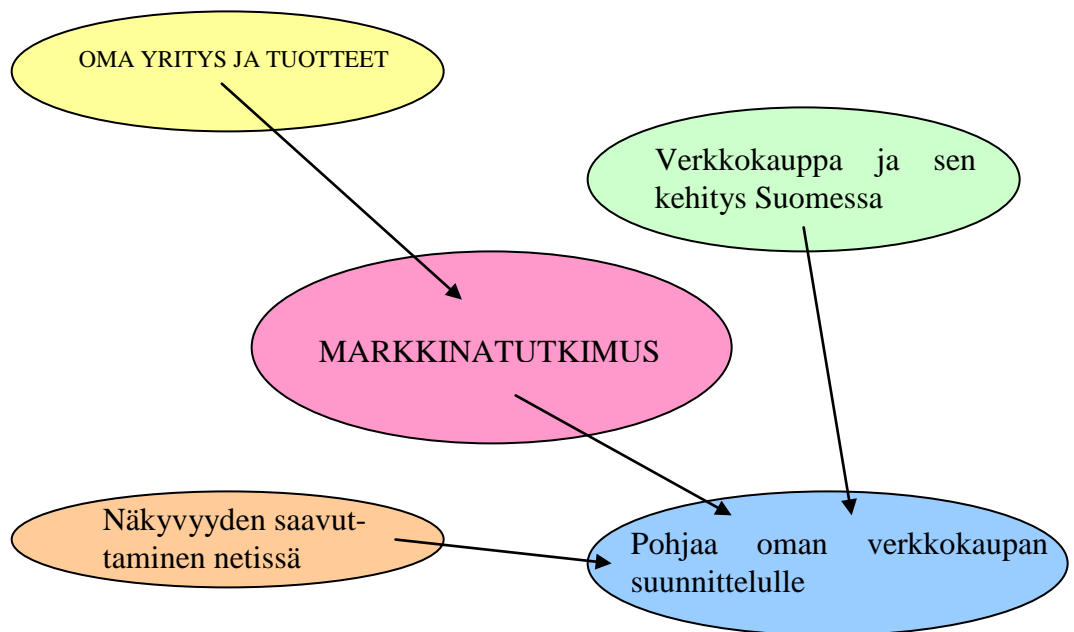 OMA YRITYS JA TUOTTEET
Verkkokauppa ja sen
kehitys Suomessa
MARKKINATUTKIMUS
Näkyvyyden saavut-
taminen netissä
Pohjaa oman verkkokaupan
suunnittelulle